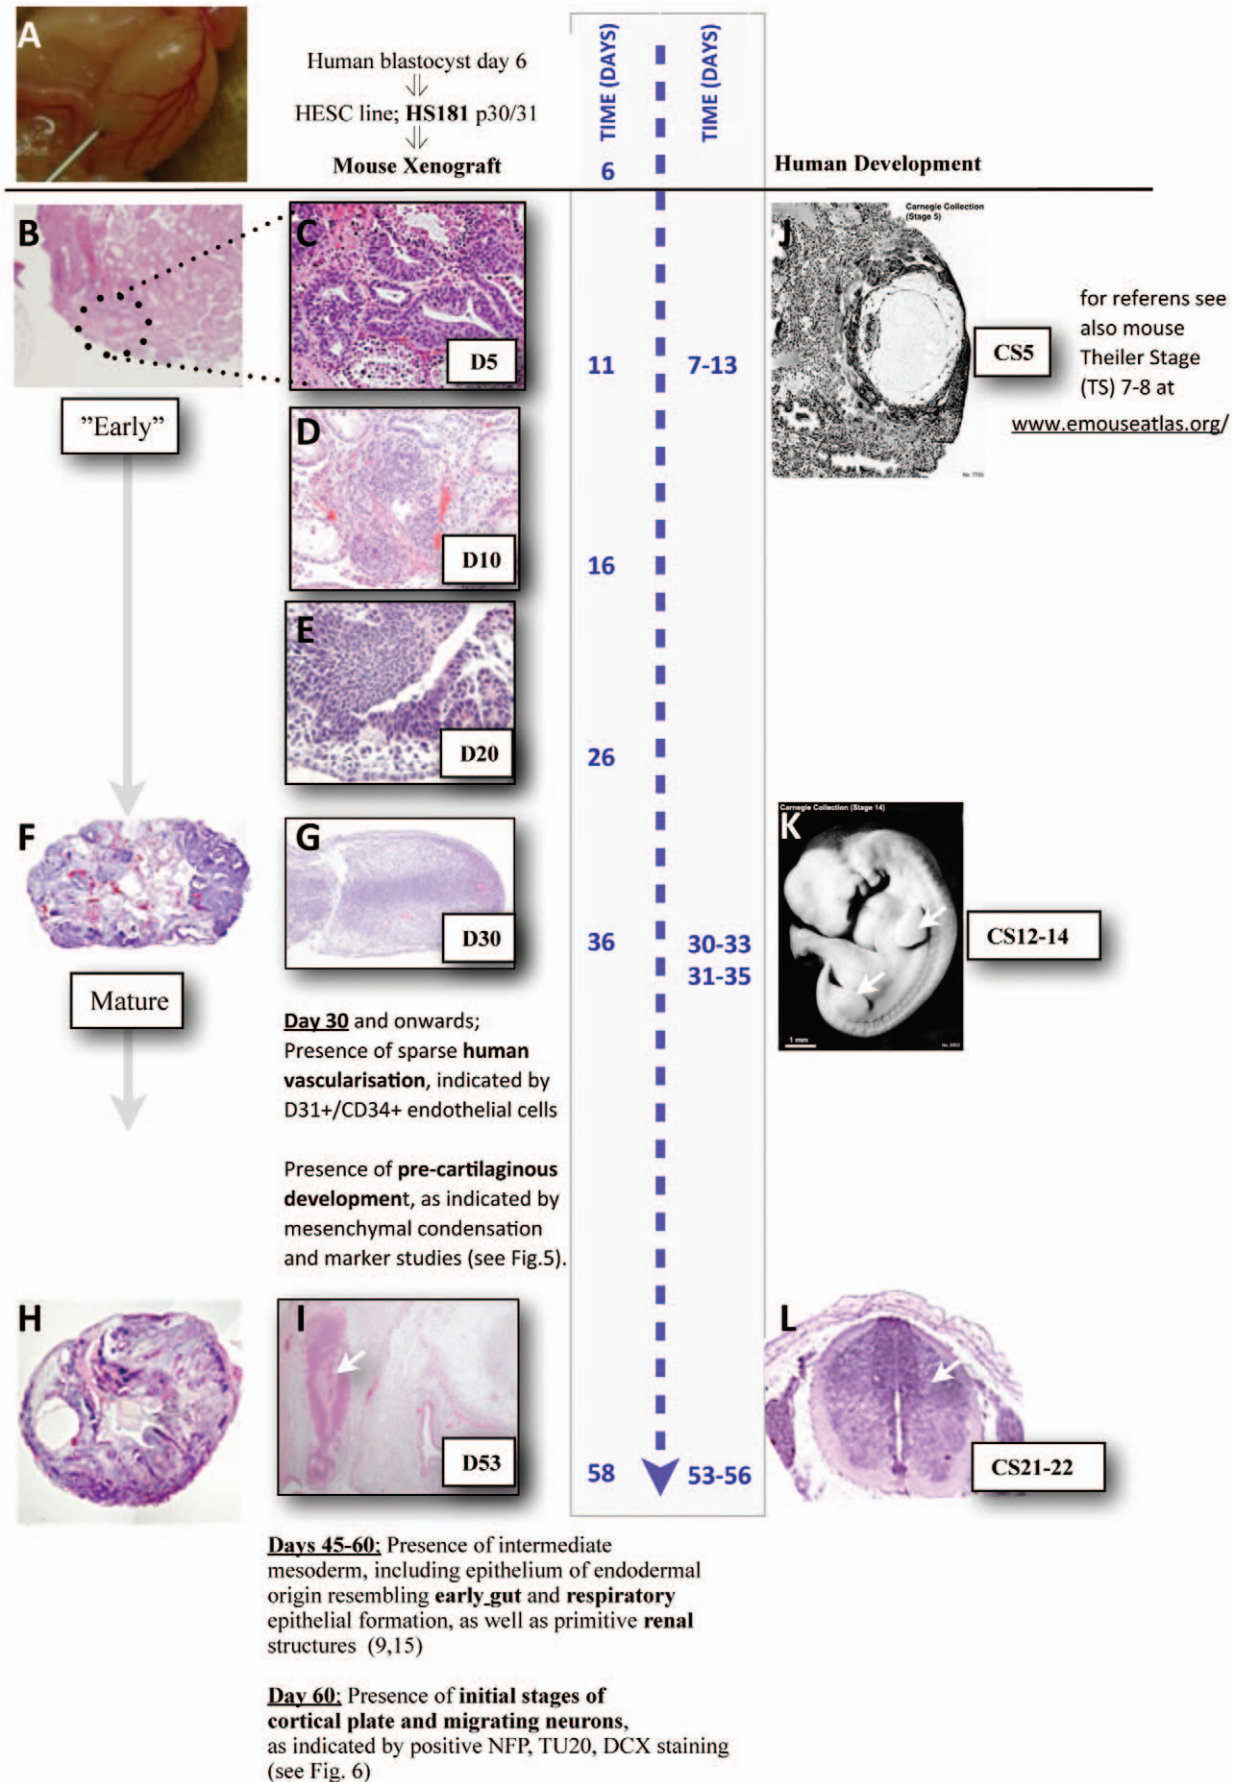 A
Human blastocyst day 6
HESC line; HS181 p30/31
Mouse Xenograft
TIME (DAYS)
TIME (DAYS)
6
Human Development
B
C
D5
"Early"
D
D10
E
D20
11
7-13
16
26
J
Carnegie Collection
(Stage 5)
No. 7700
CS5
for referens see
also mouse
Theiler Stage
(TS) 7-8 at
www.emouseatlas.org/
F
Mature
G
D30
36
30-33
31-35
Carnegie Collection (Stage 14)
K
1 mm
CS12-14
Day 30 and onwards;
Presence of sparse human
vascularisation, indicated by
D31+/CD34+ endothelial cells
Presence of pre-cartilaginous
development, as indicated by
mesenchymal condensation
and marker studies (see Fig.5).
H
I
D53
58
53-56
L
CS21-22
Days 45-60: Presence of intermediate
mesoderm, including epithelium of endodermal
origin resembling early gut and respiratory
epithelial formation, as well as primitive renal
structures (9,15)
Day 60: Presence of initial stages of
cortical plate and migrating neurons,
as indicated by positive NFP, TU20, DCX staining
(see Fig. 6)